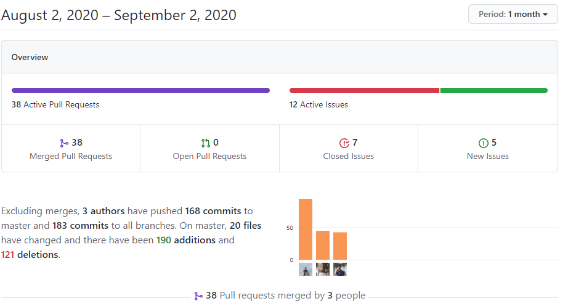 August 2, 2020 – September 2, 2020
Period: 1 month
Overview
38 Active Pull Requests
12 Active Issues
38
Merged Pull Requests
0
Open Pull Requests
7
Closed Issues
5
New Issues
Excluding merges, 3 authors have pushed 168 commits to
master and 183 commits to all branches. On master, 20 files
have changed and there have been 190 additions and
121 deletions.
50
0
38 Pull requests merged by 3 people